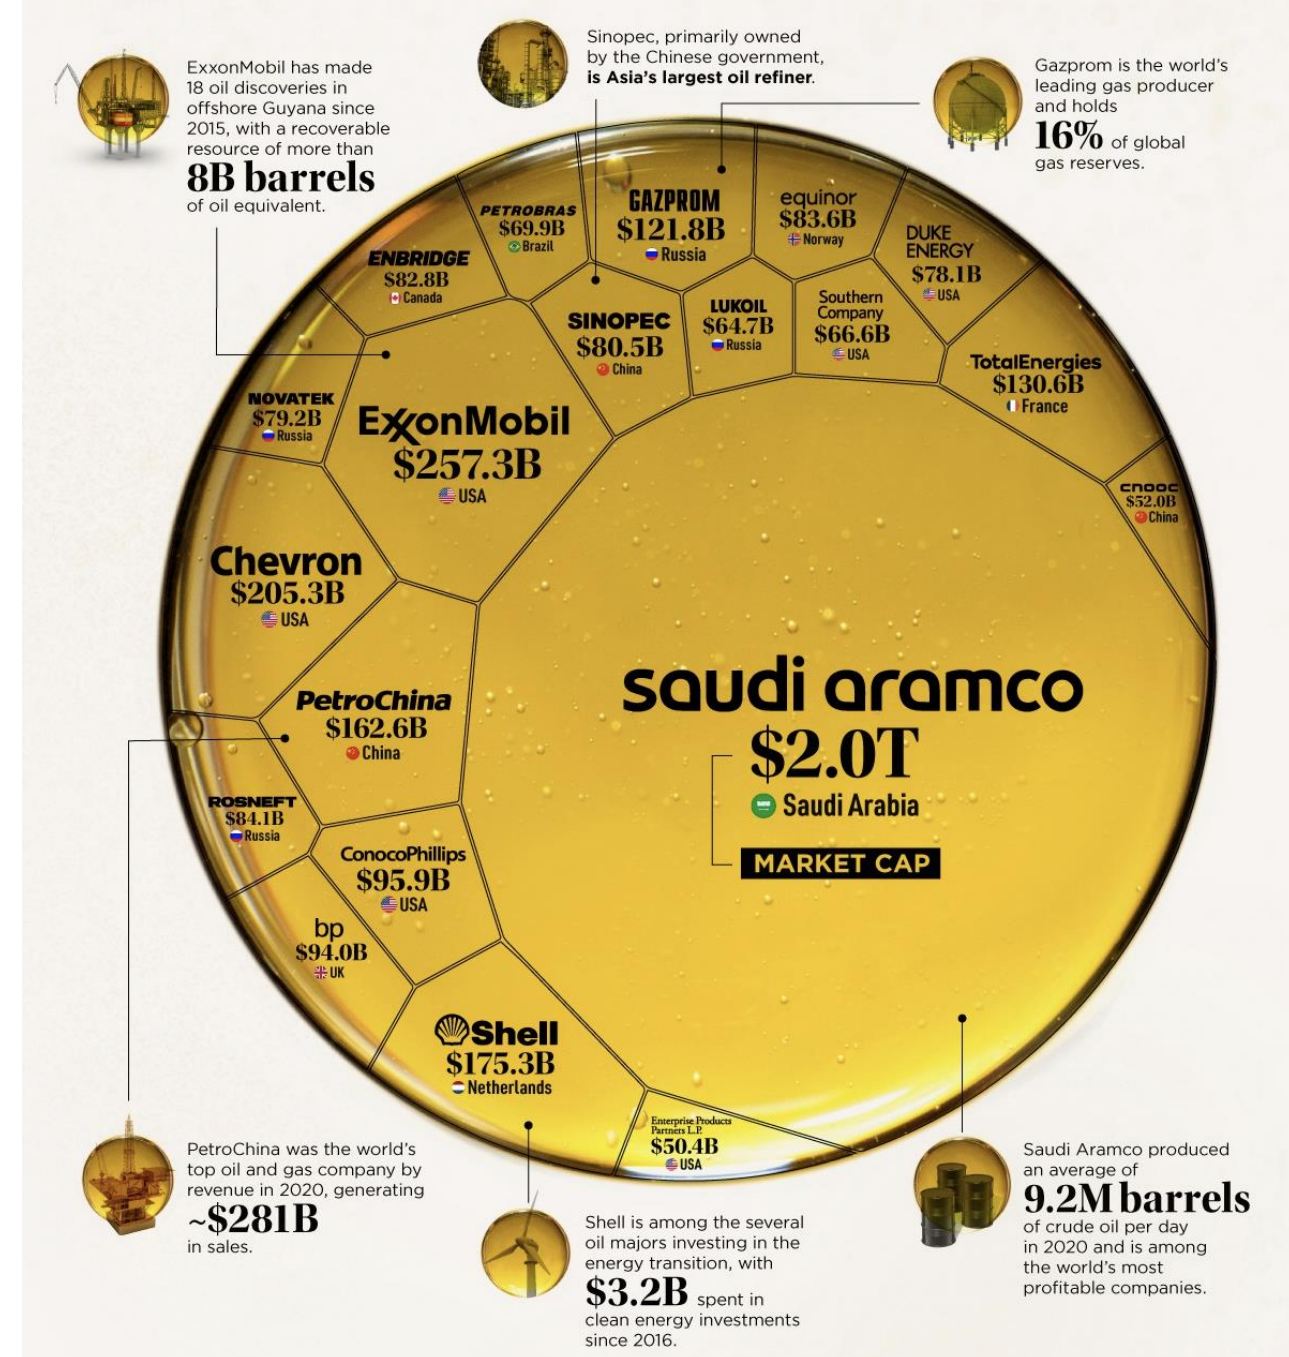 ExxonMobil has made
18 oil discoveries in
offshore Guyana since
2015, with a recoverable
resource of more than
8B barrels
of oil equivalent.
Sinopec, primarily owned
by the Chinese government,
is Asia's largest oil refiner.
Gazprom is the world's
leading gas producer
and holds
16% of global
gas reserves.
PETROBRAS
$69.9B
Brazil
GAZPROM
$121.8B
Russia
equinor
$83.6B
Norway
DUKE
ENERGY
$78.1B
USA
ENBRIDGE
$82.8B
Canada
SINOPEC
$80.5B
China
LUKOIL
$64.7B
Russia
Southern
Company
$66.6B
USA
TotalEnergies
$130.6B
France
NOVATEK
$79.2B
Russia
ExxonMobil
$257.3B
USA
cnooc
$52.0B
China
Chevron
$205.3B
USA
PetroChina
$162.6B
China
saudi aramco
$2.0T
Saudi Arabia
MARKET CAP
ROSNEFT
$84.1B
Russia
ConocoPhillips
$95.9B
USA
bp
$94.0B
UK
Shell
$175.3B
Netherlands
Enterprise Products
Partners L.P.
$50.4B
USA
PetroChina was the world's
top oil and gas company by
revenue in 2020, generating
~$281B
in sales.
Shell is among the several
oil majors investing in the
energy transition, with
$3.2B spent in
clean energy investments
since 2016.
Saudi Aramco produced
an average of
9.2M barrels
of crude oil per day
in 2020 and is among
the world's most
profitable companies.